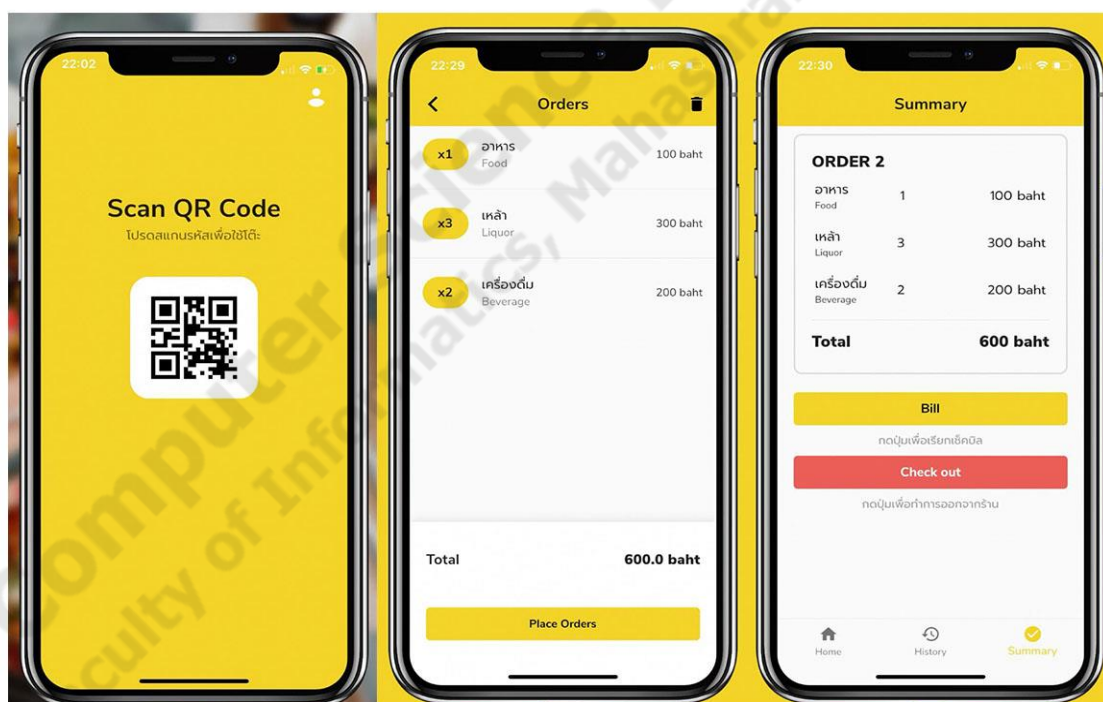 22:02
Scan QR Code
โปรดสแกนรหัสเพื่อใช้โต๊ะ
22:29
Orders
x1 อาหาร 100 baht
Food
x3 เหล้า 300 baht
Liquor
x2 เครื่องดื่ม 200 baht
Beverage
Total 600.0 baht
Place Orders
22:30
Summary
ORDER 2
อาหาร 1 100 baht
Food
เหล้า 3 300 baht
Liquor
เครื่องดื่ม 2 200 baht
Beverage
Total 600 baht
Bill
กดปุ่มเพื่อเรียกเช็คบิล
Check out
กดปุ่มเพื่อทำการออกจากร้าน
Home History Summary
Computer Science
Faculty of Informatics,